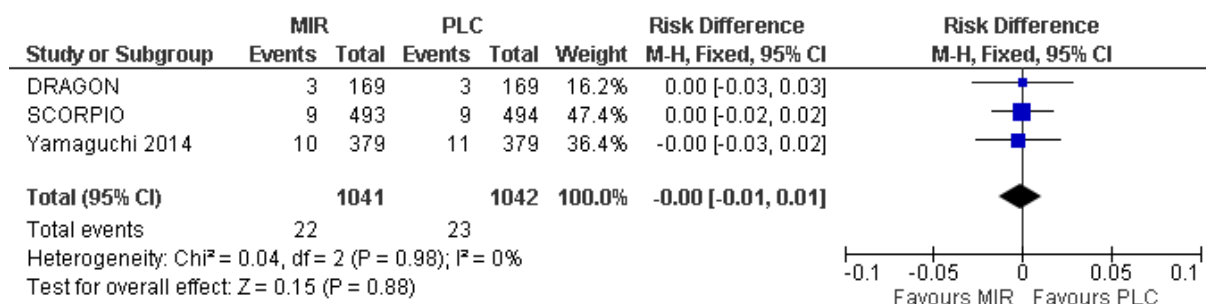 MIR PLC Risk Difference Risk Difference
Study or Subgroup Events Total Events Total Weight M-H, Fixed, 95% CI M-H, Fixed, 95% CI
DRAGON 3 169 3 169 16.2% 0.00 [-0.03, 0.03]
SCORPIO 9 493 9 494 47.4% 0.00 [-0.02, 0.02]
Yamaguchi 2014 10 379 11 379 36.4% -0.00 [-0.03, 0.02]
Total (95% CI) 1041 1042 100.0% -0.00 [-0.01, 0.01]
Total events 22 23
Heterogeneity: Chi² = 0.04, df = 2 (P = 0.98); I² = 0%
Test for overall effect: Z = 0.15 (P = 0.88)
-0.1 -0.05 0 0.05 0.1
Favours MIR Favours PLC